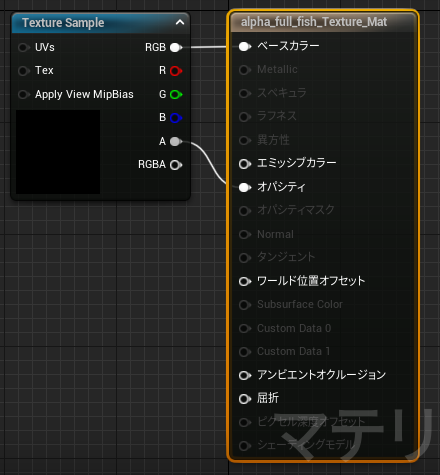 Texture Sample
UVs
RGB
Tex
R
Apply View MipBias
G
B
A
RGBA
alpha_full_fish_Texture_Mat
ベースカラー
Metallic
スペキュラ
ラフネス
異方性
エミッシブカラー
オパシティ
オパシティマスク
Normal
タンジェント
ワールド位置オフセット
Subsurface Color
Custom Data 0
Custom Data 1
アンビエントオクルージョン
屈折
ピクセル深度オフセット
シェーディングモデル
マテリ